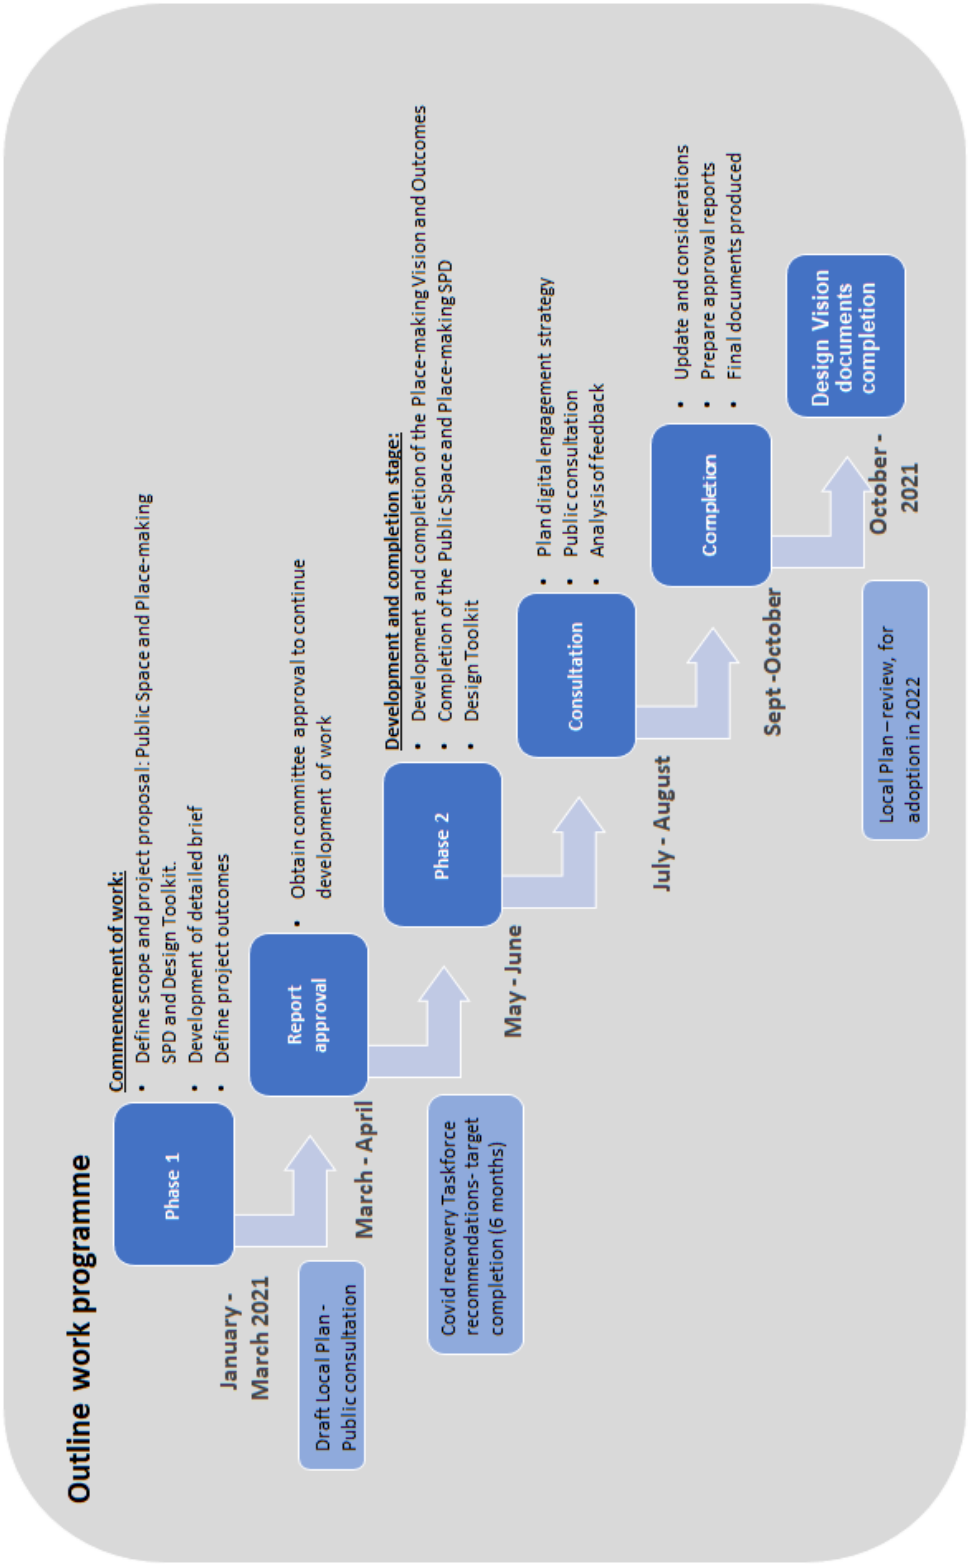 Outline work programme
Phase 1
Commencement of work:
• Define scope and project proposal: Public Space and Place-making
SPD and Design Toolkit.
• Development of detailed brief
• Define project outcomes
January -
March 2021
Draft Local Plan -
Public consultation
Report
approval
• Obtain committee approval to continue
development of work
March - April
Covid recovery Taskforce
recommendations- target
completion (6 months)
Phase 2
Development and completion stage:
• Development and completion of the Place-making Vision and Outcomes
• Completion of the Public Space and Place-making SPD
• Design Toolkit
May - June
Consultation
• Plan digital engagement strategy
• Public consultation
• Analysis of feedback
July - August
Completion
• Update and considerations
• Prepare approval reports
• Final documents produced
Sept -October
Design Vision
documents
completion
October -
2021
Local Plan – review, for
adoption in 2022